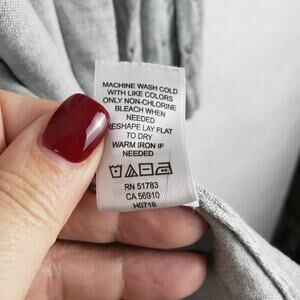 MACHINE WASH COLD
WITH LIKE COLORS
ONLY NON-CHLORINE
BLEACH WHEN
NEEDED
RESHAPE LAY FLAT
TO DRY
WARM IRON IF
NEEDED
RN 51783
CA 56910
H0718